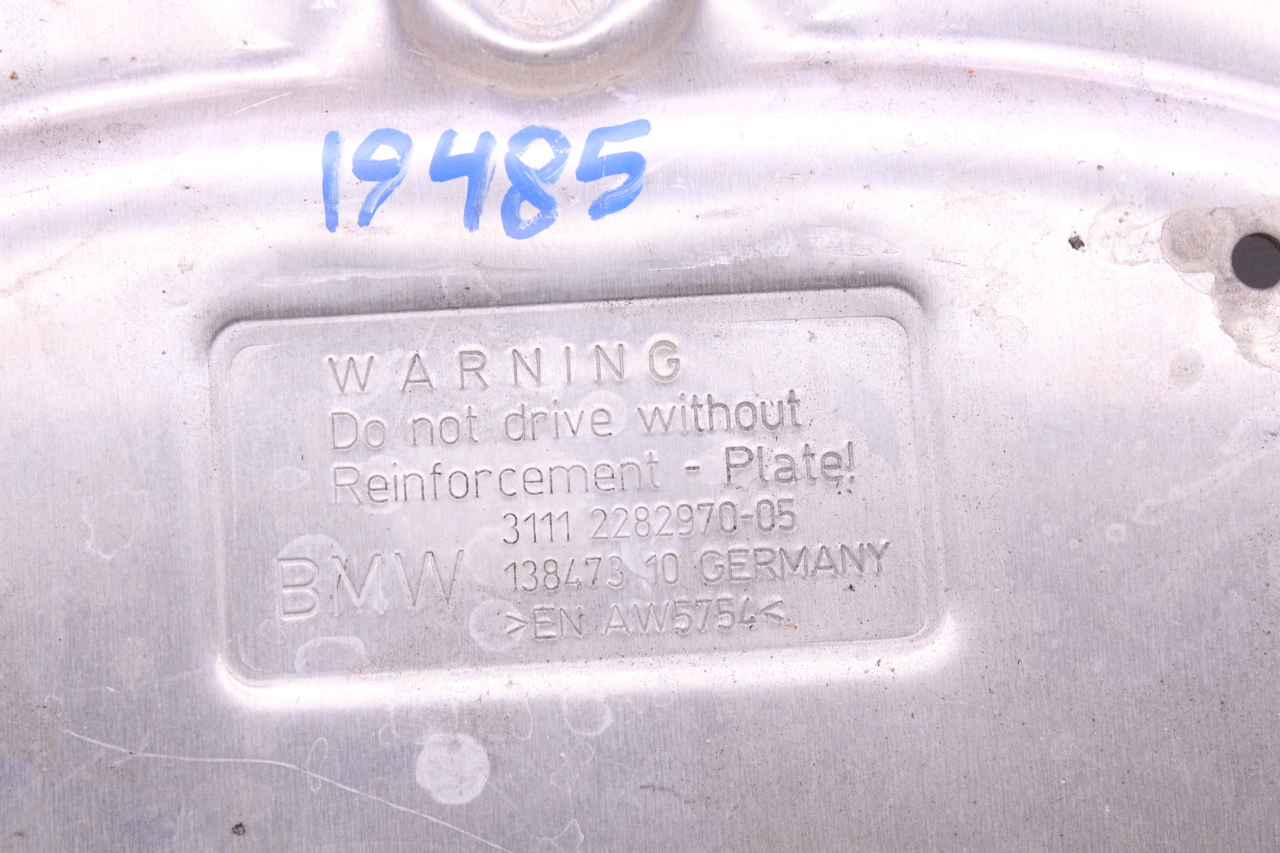 19485
WARNING
Do not drive without
Reinforcement - Plate!
3111 2282970-05
BMW 138473 10 GERMANY
>EN AW5754<